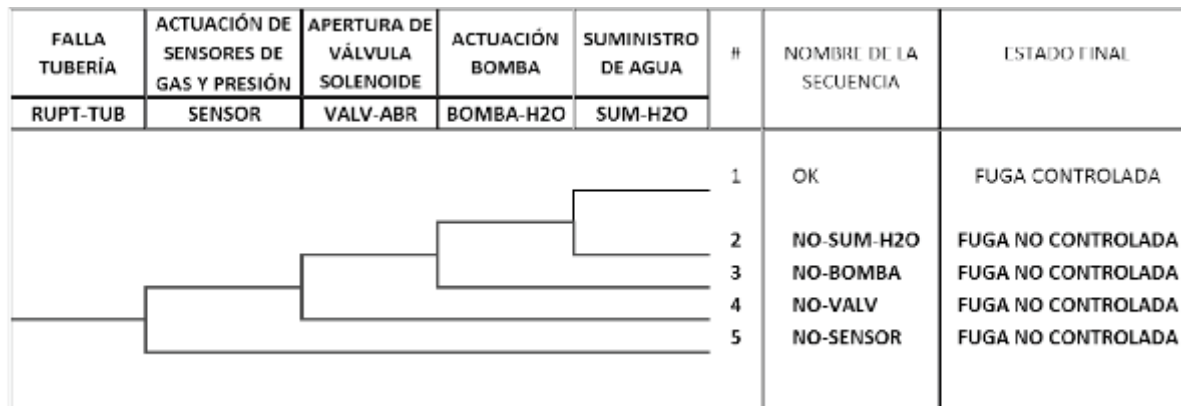 FALLA
TUBERÍA
ACTUACIÓN DE
SENSORES DE
GAS Y PRESIÓN
APERTURA DE
VÁLVULA
SOLENOIDE
ACTUACIÓN
BOMBA
SUMINISTRO
DE AGUA
#
NOMBRE DE LA
SECUENCIA
ESTADO FINAL
RUPT-TUB
SENSOR
VALV-ABR
BOMBA-H2O
SUM-H2O
1 OK FUGA CONTROLADA
2 NO-SUM-H2O FUGA NO CONTROLADA
3 NO-BOMBA FUGA NO CONTROLADA
4 NO-VALV FUGA NO CONTROLADA
5 NO-SENSOR FUGA NO CONTROLADA